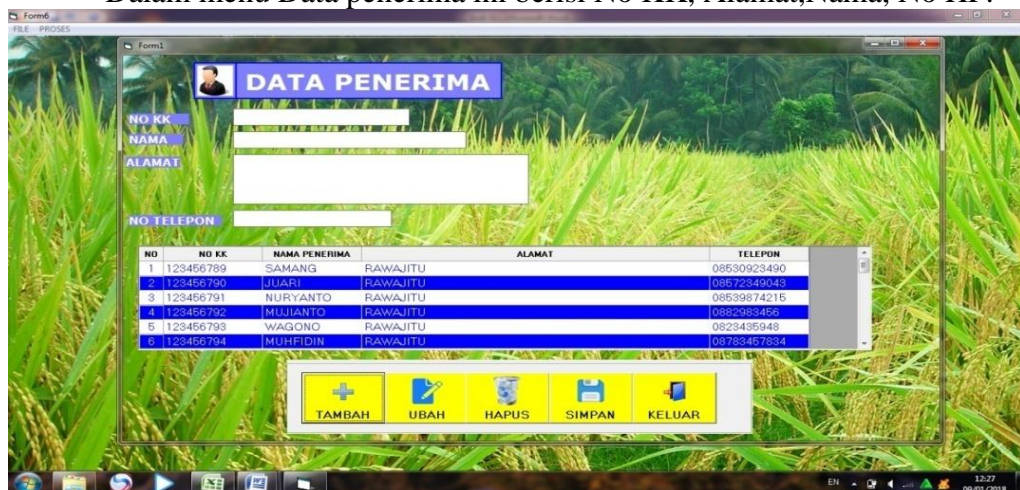 Dalam menu Data penerima ini berisi No KK, Alamat,Nama, No HP.
Form6
FILE PROSES
Form1
DATA PENERIMA
NO KK
NAMA
ALAMAT
NO TELEPON
NO NO KK NAMA PENERIMA ALAMAT TELEPON
1 123456789 SAMANG RAWAJITU 08530923490
2 123456790 JUARI RAWAJITU 08572349043
3 123456791 NURYANTO RAWAJITU 08539874215
4 123456792 MUJIANTO RAWAJITU 0882983456
5 123456793 WAGONO RAWAJITU 0823435948
6 123456794 MUHFIDIN RAWAJITU 08783457834
TAMBAH UBAH HAPUS SIMPAN KELUAR
EN 12:27
09/01/2018